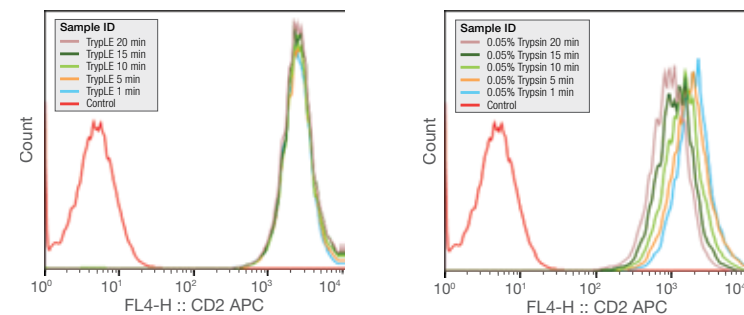 Sample ID
TrypLE 20 min
TrypLE 15 min
TrypLE 10 min
TrypLE 5 min
TrypLE 1 min
Control
Count
10⁰ 10¹ 10² 10³ 10⁴
FL4-H :: CD2 APC
Sample ID
0.05% Trypsin 20 min
0.05% Trypsin 15 min
0.05% Trypsin 10 min
0.05% Trypsin 5 min
0.05% Trypsin 1 min
Control
Count
10⁰ 10¹ 10² 10³ 10⁴
FL4-H :: CD2 APC